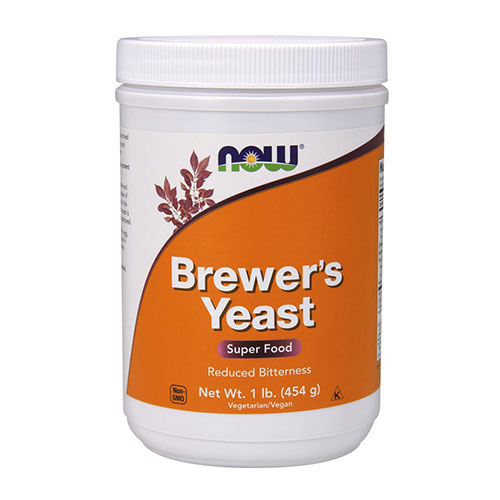 now®
Brewer's
Yeast
Super Food
Reduced Bitterness
Non-
GMO
Net Wt. 1 lb. (454 g)
K
Vegetarian/Vegan